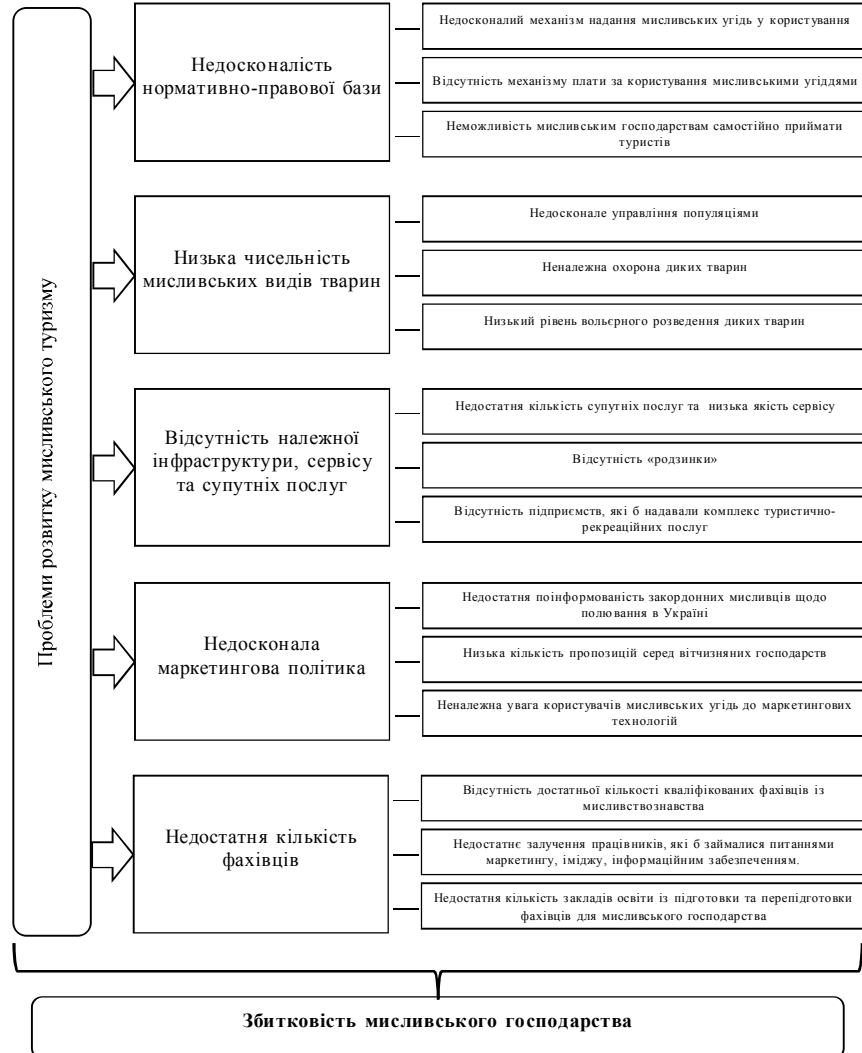 Проблеми розвитку мисливського туризму
Недосконалість
нормативно-правової бази
Недосконалий механізм надання мисливських угідь у користування
Відсутність механізму плати за користування мисливськими угіддями
Неможливість мисливським господарствам самостійно приймати
туристів
Низька чисельність
мисливських видів тварин
Недосконале управління популяціями
Неналежна охорона диких тварин
Низький рівень вольєрного розведення диких тварин
Відсутність належної
інфраструктури, сервісу
та супутніх послуг
Недостатня кількість супутніх послуг та низька якість сервісу
Відсутність «родзинки»
Відсутність підприємств, які б надавали комплекс туристично-
рекреаційних послуг
Недосконала
маркетингова політика
Недостатня поінформованість закордонних мисливців щодо
полювання в Україні
Низька кількість пропозицій серед вітчизняних господарств
Неналежна увага користувачів мисливських угідь до маркетингових
технологій
Недостатня кількість
фахівців
Відсутність достатньої кількості кваліфікованих фахівців із
мисливствознавства
Недостатнє залучення працівників, які б займалися питаннями
маркетингу, іміджу, інформаційним забезпеченням.
Недостатня кількість закладів освіти із підготовки та перепідготовки
фахівців для мисливського господарства
Збитковість мисливського господарства